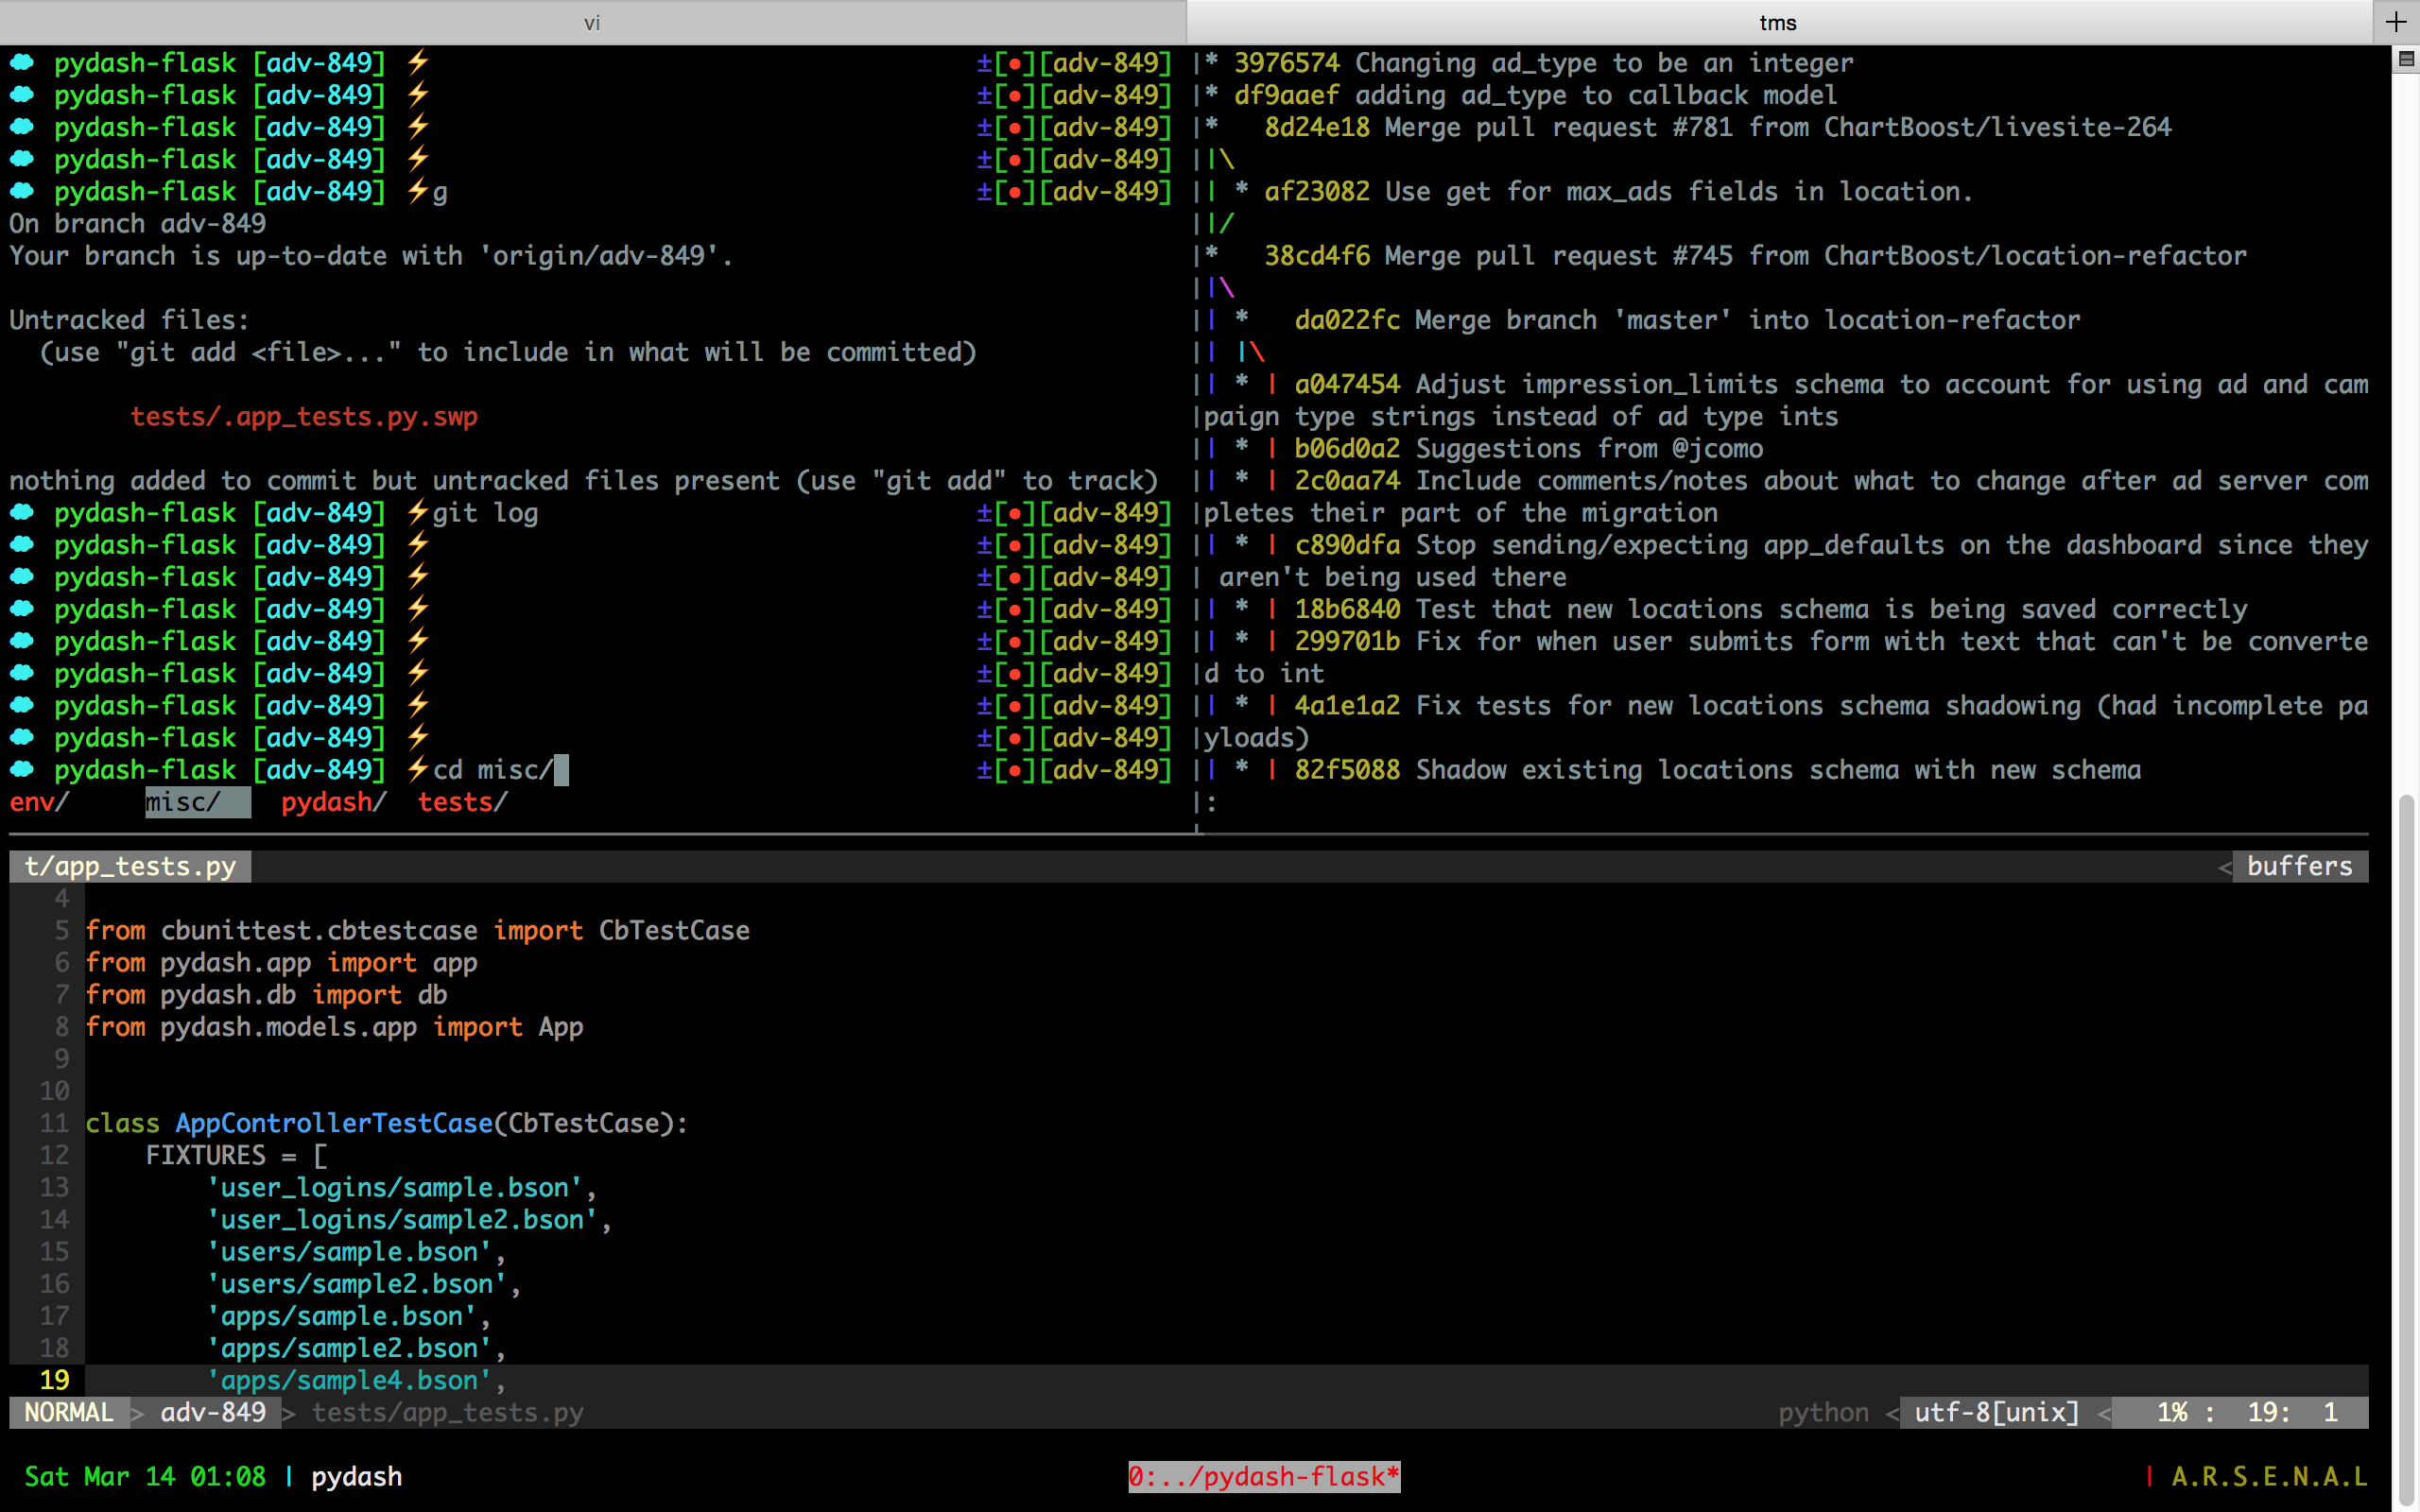 vi
tms
pydash-flask [adv-849] ⚡ ±[●][adv-849]
pydash-flask [adv-849] ⚡ ±[●][adv-849]
pydash-flask [adv-849] ⚡ ±[●][adv-849]
pydash-flask [adv-849] ⚡ ±[●][adv-849]
pydash-flask [adv-849] ⚡g ±[●][adv-849]
On branch adv-849
Your branch is up-to-date with 'origin/adv-849'.
Untracked files:
  (use "git add <file>..." to include in what will be committed)
        tests/.app_tests.py.swp
nothing added to commit but untracked files present (use "git add" to track)
pydash-flask [adv-849] ⚡git log ±[●][adv-849]
pydash-flask [adv-849] ⚡ ±[●][adv-849]
pydash-flask [adv-849] ⚡ ±[●][adv-849]
pydash-flask [adv-849] ⚡ ±[●][adv-849]
pydash-flask [adv-849] ⚡ ±[●][adv-849]
pydash-flask [adv-849] ⚡ ±[●][adv-849]
pydash-flask [adv-849] ⚡ ±[●][adv-849]
pydash-flask [adv-849] ⚡ ±[●][adv-849]
pydash-flask [adv-849] ⚡cd misc/ ±[●][adv-849]
env/     misc/    pydash/  tests/
* 3976574 Changing ad_type to be an integer
* df9aaef adding ad_type to callback model
*   8d24e18 Merge pull request #781 from ChartBoost/livesite-264
|\
| * af23082 Use get for max_ads fields in location.
|/
*   38cd4f6 Merge pull request #745 from ChartBoost/location-refactor
|\
| *   da022fc Merge branch 'master' into location-refactor
| |\
| * | a047454 Adjust impression_limits schema to account for using ad and cam
paign type strings instead of ad type ints
| * | b06d0a2 Suggestions from @jcomo
| * | 2c0aa74 Include comments/notes about what to change after ad server com
pletes their part of the migration
| * | c890dfa Stop sending/expecting app_defaults on the dashboard since they
 aren't being used there
| * | 18b6840 Test that new locations schema is being saved correctly
| * | 299701b Fix for when user submits form with text that can't be converte
d to int
| * | 4a1e1a2 Fix tests for new locations schema shadowing (had incomplete pa
yloads)
| * | 82f5088 Shadow existing locations schema with new schema
:
t/app_tests.py < buffers
4
5 from cbunittest.cbtestcase import CbTestCase
6 from pydash.app import app
7 from pydash.db import db
8 from pydash.models.app import App
9
10
11 class AppControllerTestCase(CbTestCase):
12     FIXTURES = [
13         'user_logins/sample.bson',
14         'user_logins/sample2.bson',
15         'users/sample.bson',
16         'users/sample2.bson',
17         'apps/sample.bson',
18         'apps/sample2.bson',
19         'apps/sample4.bson',
NORMAL > adv-849 > tests/app_tests.py < python < utf-8[unix] < 1% : 19: 1
Sat Mar 14 01:08 | pydash 0:../pydash-flask* | A.R.S.E.N.A.L